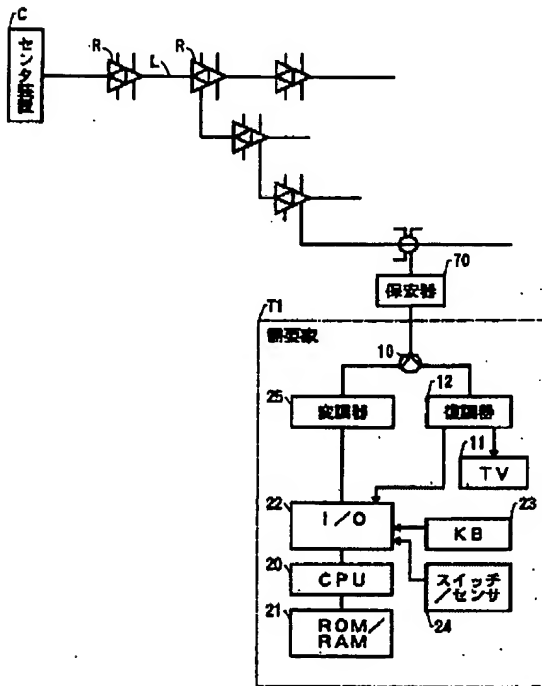 C
センタ装置
R
L
R
70
保安器
T1
需要家
10
25
変調器
12
復調器
11
TV
22
I/O
23
KB
20
CPU
スイッチ
/センサ
24
21
ROM/
RAM